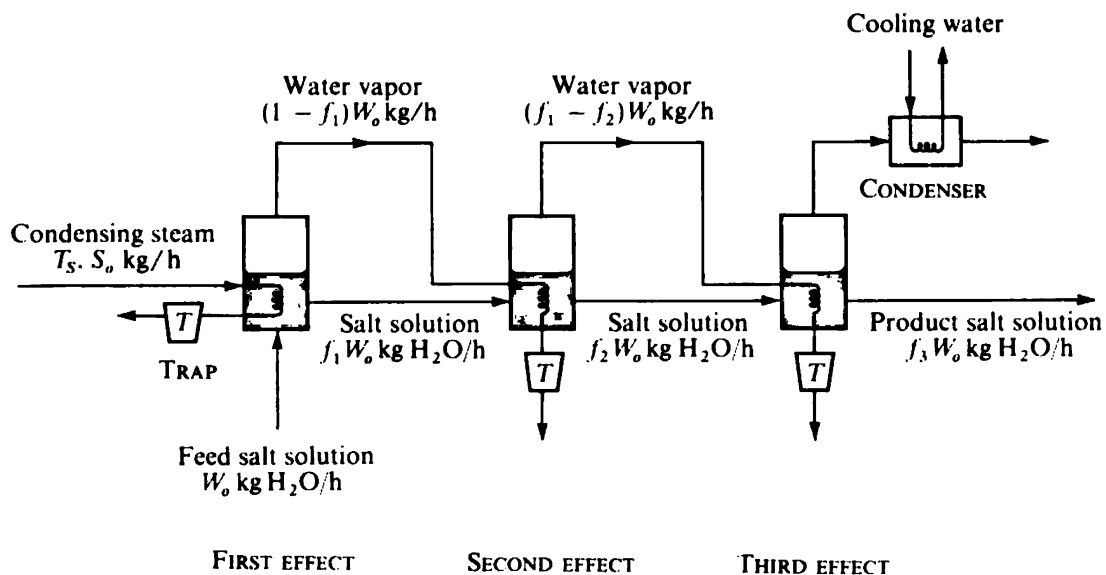 Cooling water
Water vapor
(1 − f₁)Wₒ kg/h
Water vapor
(f₁ − f₂)Wₒ kg/h
CONDENSER
Condensing steam
T_S. Sₒ kg/h
T
TRAP
Salt solution
f₁Wₒ kg H₂O/h
T
Salt solution
f₂Wₒ kg H₂O/h
T
Product salt solution
f₃Wₒ kg H₂O/h
Feed salt solution
Wₒ kg H₂O/h
FIRST EFFECT
SECOND EFFECT
THIRD EFFECT